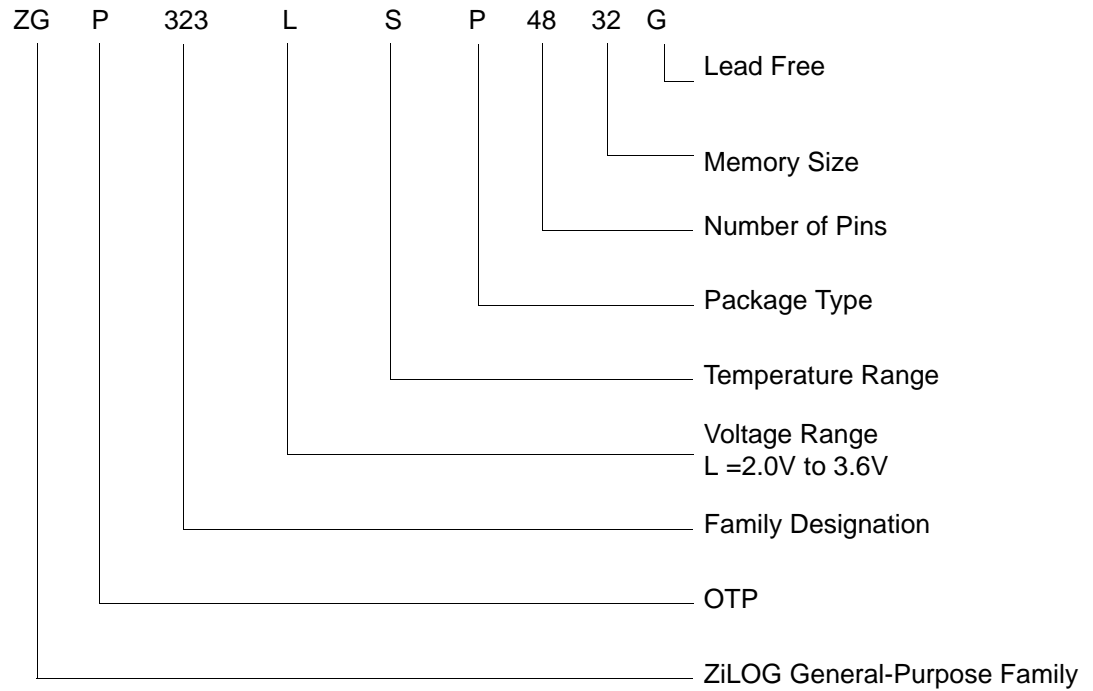 ZG P 323 L S P 48 32 G
Lead Free
Memory Size
Number of Pins
Package Type
Temperature Range
Voltage Range
L =2.0V to 3.6V
Family Designation
OTP
ZiLOG General-Purpose Family